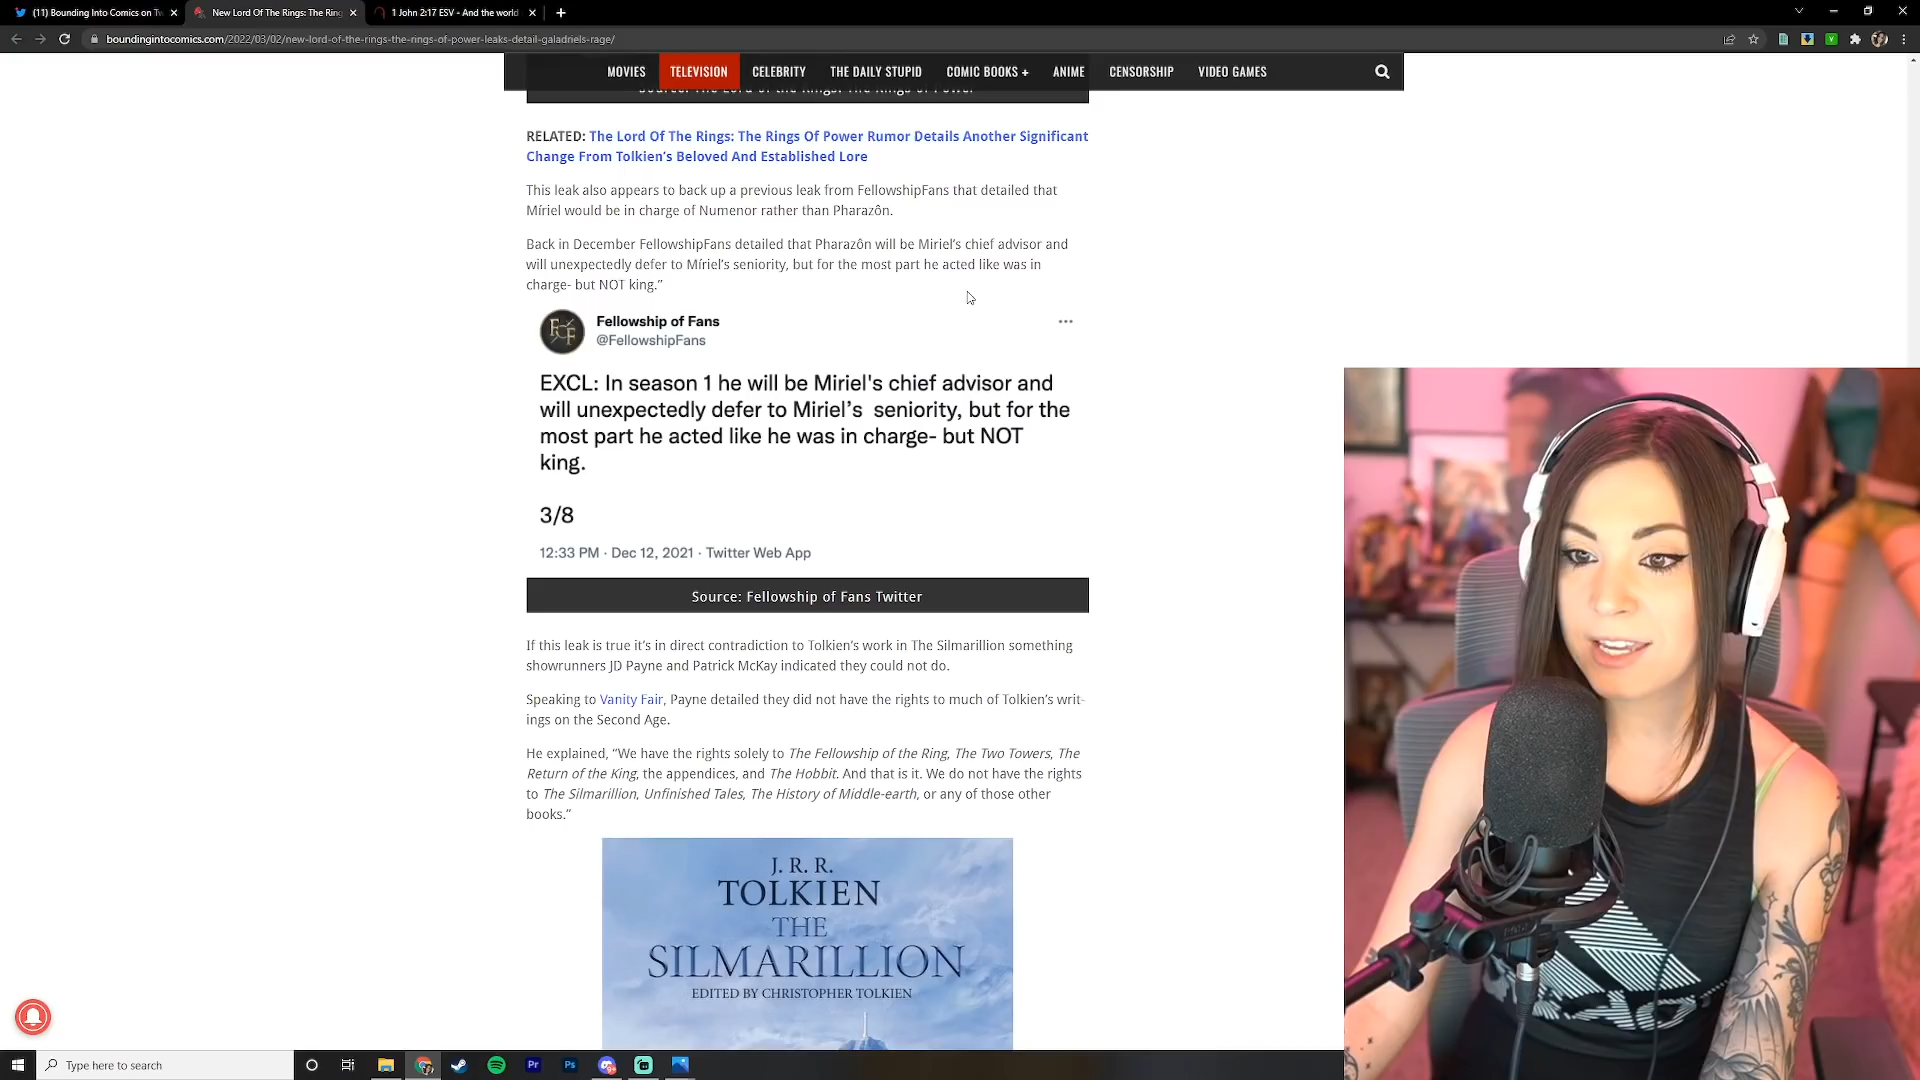 (11) Bounding Into Comics on Tw
New Lord Of The Rings: The Ring
1 John 2:17 ESV - And the world
boundingintocomics.com/2022/03/02/new-lord-of-the-rings-the-rings-of-power-leaks-detail-galadriels-rage/
MOVIES TELEVISION CELEBRITY THE DAILY STUPID COMIC BOOKS + ANIME CENSORSHIP VIDEO GAMES
Source: The Lord of the Rings: The Rings of Power
RELATED: The Lord Of The Rings: The Rings Of Power Rumor Details Another Significant
Change From Tolkien's Beloved And Established Lore
This leak also appears to back up a previous leak from FellowshipFans that detailed that
Míriel would be in charge of Numenor rather than Pharazôn.
Back in December FellowshipFans detailed that Pharazôn will be Miriel's chief advisor and
will unexpectedly defer to Míriel's seniority, but for the most part he acted like was in
charge- but NOT king."
Fellowship of Fans
@FellowshipFans
EXCL: In season 1 he will be Miriel's chief advisor and
will unexpectedly defer to Miriel's seniority, but for the
most part he acted like he was in charge- but NOT
king.
3/8
12:33 PM · Dec 12, 2021 · Twitter Web App
Source: Fellowship of Fans Twitter
If this leak is true it's in direct contradiction to Tolkien's work in The Silmarillion something
showrunners JD Payne and Patrick McKay indicated they could not do.
Speaking to Vanity Fair, Payne detailed they did not have the rights to much of Tolkien's writ-
ings on the Second Age.
He explained, "We have the rights solely to The Fellowship of the Ring, The Two Towers, The
Return of the King, the appendices, and The Hobbit. And that is it. We do not have the rights
to The Silmarillion, Unfinished Tales, The History of Middle-earth, or any of those other
books."
J. R. R.
TOLKIEN
THE
SILMARILLION
EDITED BY CHRISTOPHER TOLKIEN
Type here to search
Pr
Ps